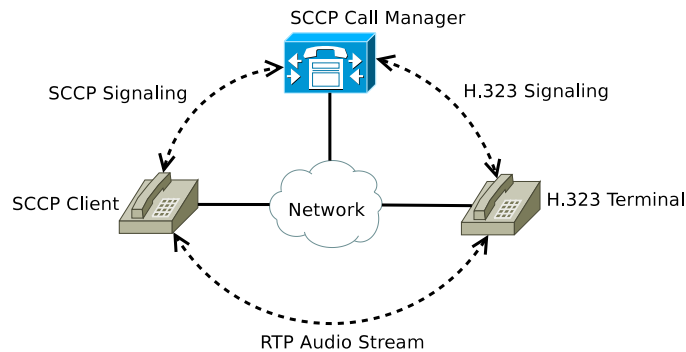 SCCP Call Manager
SCCP Signaling
H.323 Signaling
SCCP Client
Network
H.323 Terminal
RTP Audio Stream